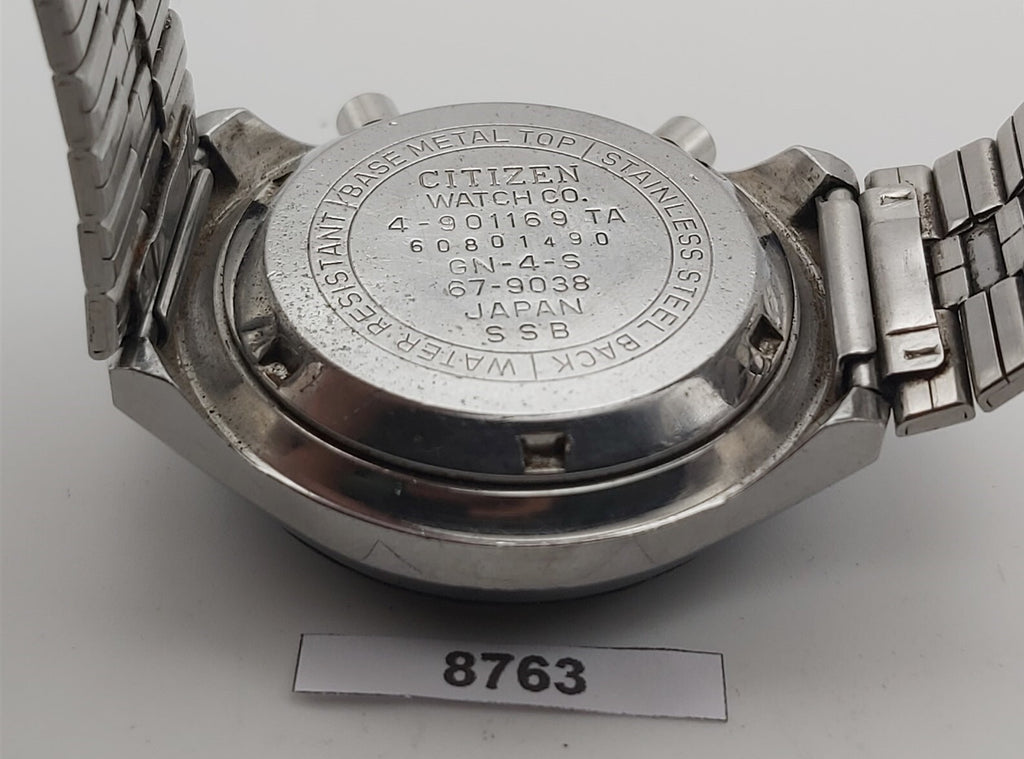 BASE METAL TOP | STAINLESS STEEL BACK | WATER RESISTANT |
CITIZEN
WATCH CO.
4-901169 TA
60801490
GN-4-S
67-9038
JAPAN
SSB
8763